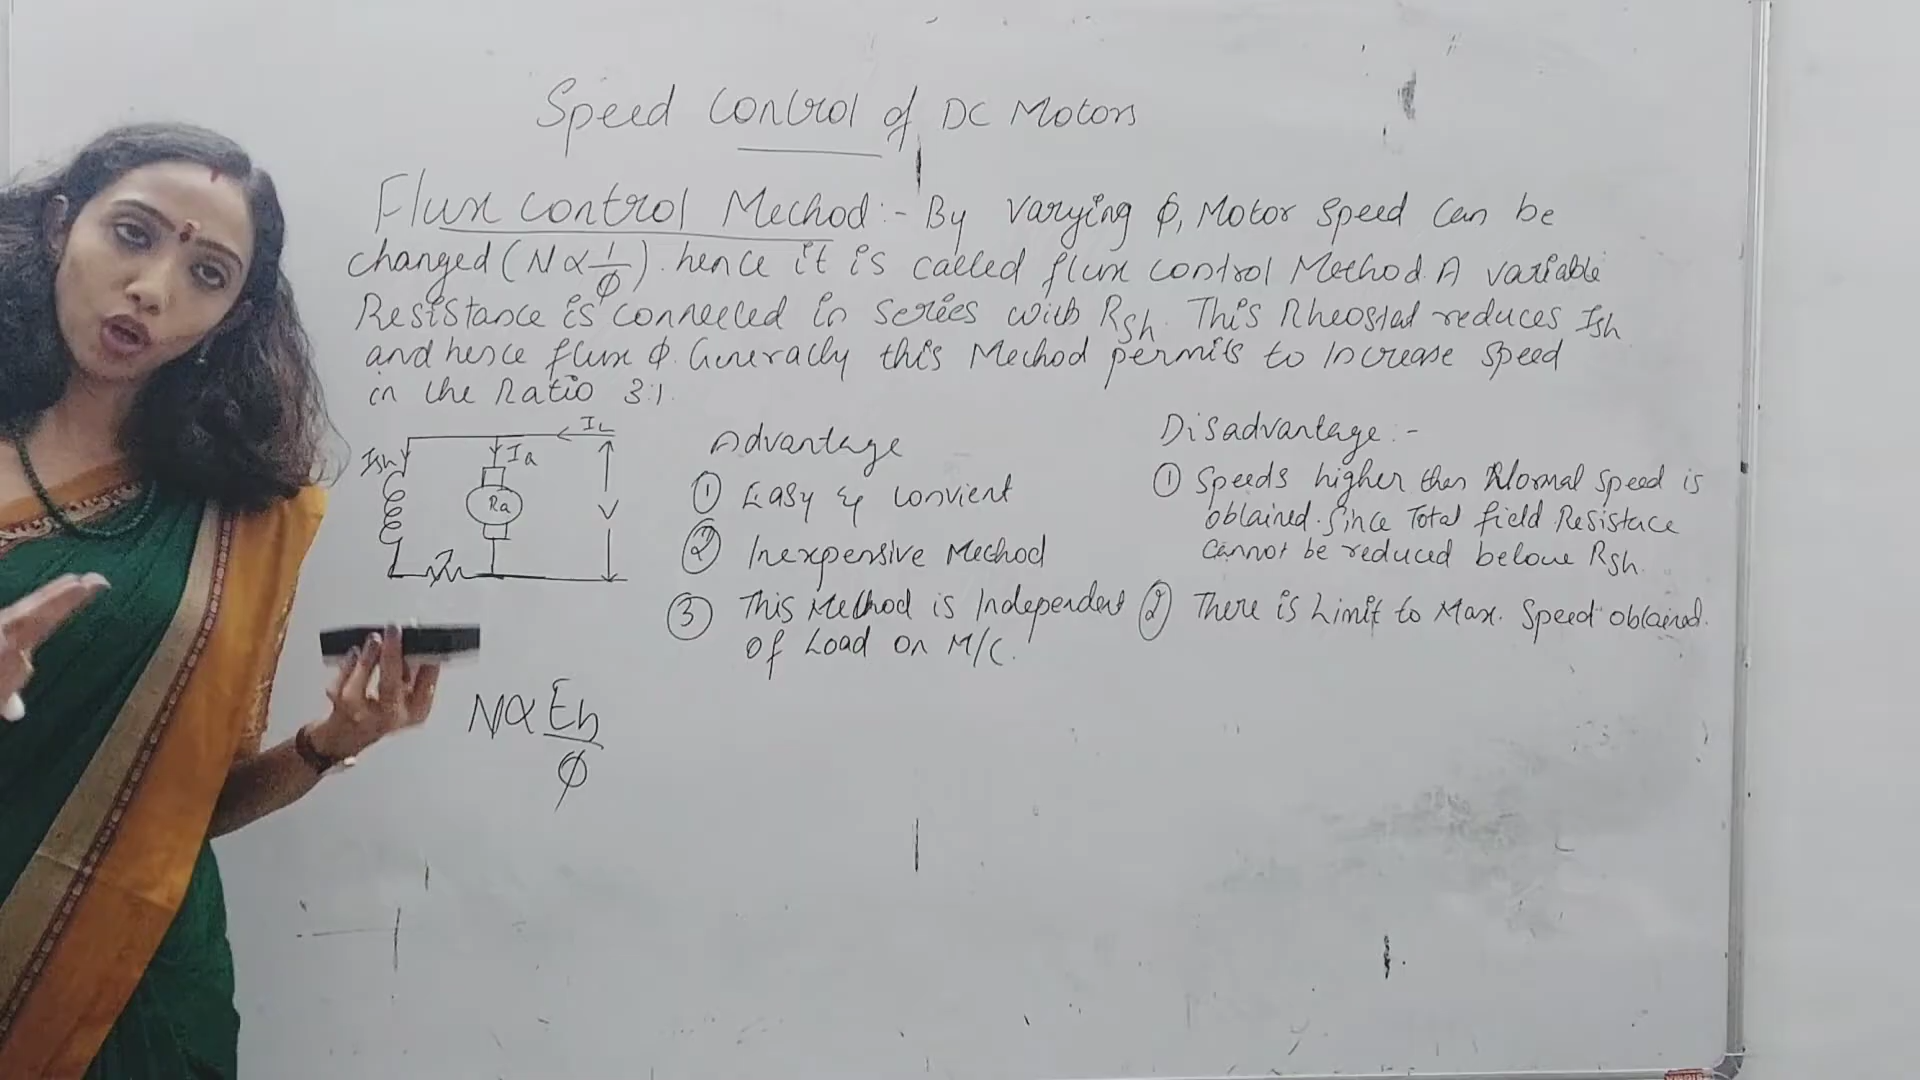 Speed Control of DC Motors
Flux Control Method :- By varying φ, Motor Speed Can be
changed (N ∝ 1/φ). hence it is called flux control Method. A variable
Resistance is connected in series with Rsh. This Rheostat reduces Ish
and hence flux φ. Generally this Method permits to Increase Speed
in the Ratio 3:1.
IL
Ish
Ia
Ra
V
Advantage
① Easy & convient
② Inexpensive Method
③ This Method is Independent
of Load on M/C.
Disadvantage :-
① Speeds higher then Normal Speed is
obtained. Since Total field Resistace
Cannot be reduced below Rsh.
② There is Limit to Max. Speed obtained.
N ∝ Eb/φ